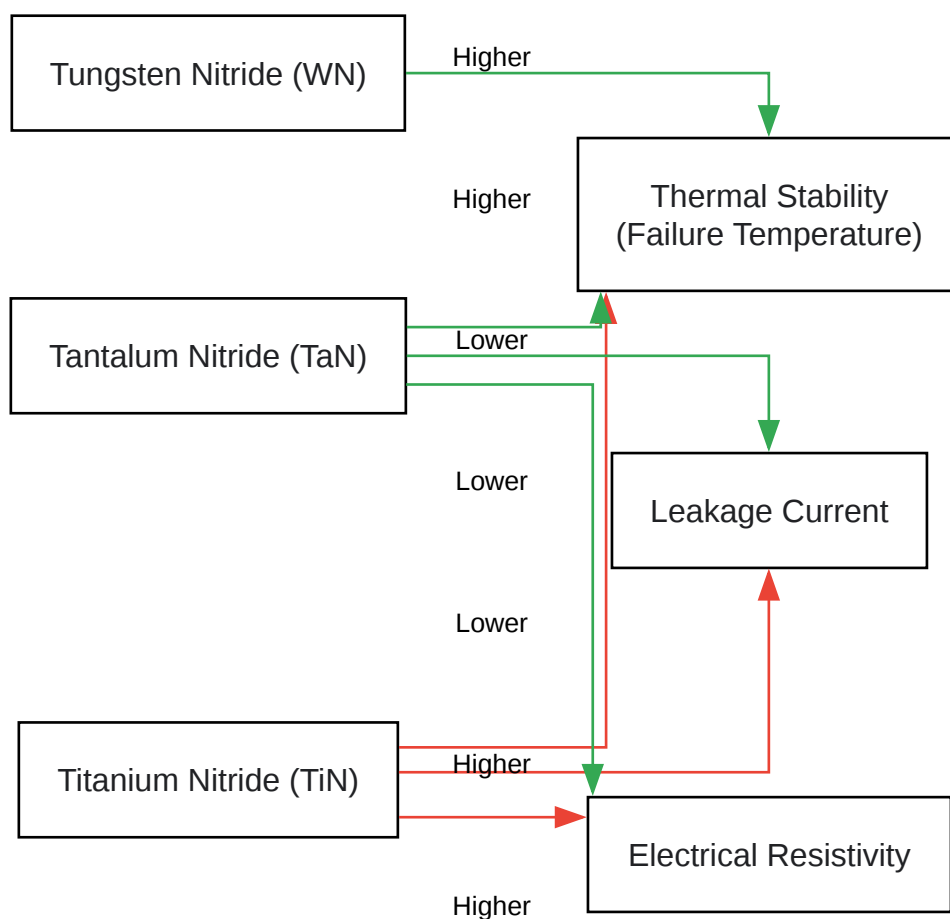 Higher
Tungsten Nitride (WN)
Higher
Thermal Stability
(Failure Temperature)
Lower
Tantalum Nitride (TaN)
Lower
Leakage Current
Lower
Higher
Titanium Nitride (TiN)
Electrical Resistivity
Higher